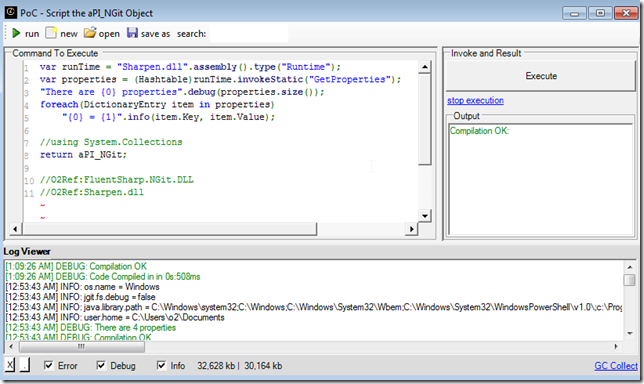 PoC - Script the aPI_NGit Object
run new open save as search:
Command To Execute
1 var runTime = "Sharpen.dll".assembly().type("Runtime");
2 var properties = (Hashtable)runTime.invokeStatic("GetProperties");
3 "There are {0} properties".debug(properties.size());
4 foreach(DictionaryEntry item in properties)
5 "{0} = {1}".info(item.Key, item.Value);
6
7 //using System.Collections
8 return aPI_NGit;
9
10 //O2Ref:FluentSharp.NGit.DLL
11 //O2Ref:Sharpen.dll
~
~
Invoke and Result
Execute
stop execution
Output
Compilation OK:
Log Viewer
[1:09:26 AM] DEBUG: Compilation OK
[1:09:26 AM] DEBUG: Code Compiled in in 0s:508ms
[12:53:43 AM] INFO: os.name = Windows
[12:53:43 AM] INFO: jgit.fs.debug = false
[12:53:43 AM] INFO: java.library.path = C:\Windows\system32;C:\Windows;C:\Windows\System32\Wbem;C:\Windows\System32\WindowsPowerShell\v1.0\;c:\Prog
[12:53:43 AM] INFO: user.home = C:\Users\o2\Documents
[12:53:43 AM] DEBUG: There are 4 properties
[12:53:43 AM] DEBUG: Compilation OK
X . Error Debug Info 32,628 kb | 30,164 kb GC Collect